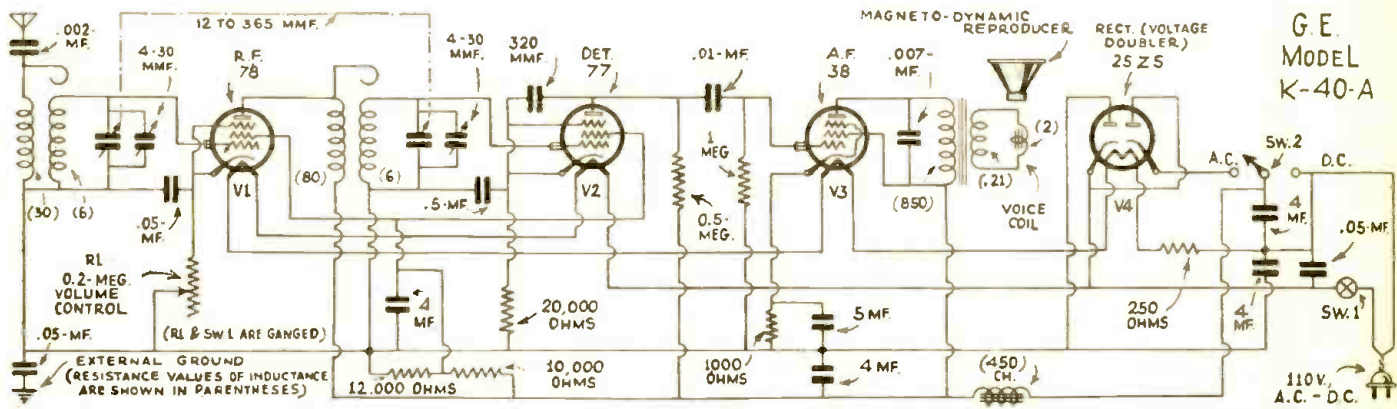 .002-
MF.
4-30
MMF.
12 TO 365 MMF.
R.F.
78
4-30
MMF.
320
MMF.
DET.
77
.01-MF.
A.F.
38
.007-
MF.
MAGNETO-DYNAMIC
REPRODUCER
RECT. (VOLTAGE
DOUBLER)
25Z5
G.E.
MODEL
K-40-A
(30)
(6)
.05-
MF.
V1
(80)
(6)
.5-MF.
V2
1
MEG.
0.5-
MEG.
V3
(850)
(2)
(.21)
VOICE
COIL
V4
A.C.
SW.2
D.C.
4
MF.
.05-MF.
R1
0.2-MEG.
VOLUME
CONTROL
(R1 & SW.1 ARE GANGED)
4
MF.
20,000
OHMS
5 MF.
250
OHMS
4
MF.
SW.1
.05-MF.
EXTERNAL GROUND
(RESISTANCE VALUES OF INDUCTANCE
ARE SHOWN IN PARENTHESES)
12,000 OHMS
10,000
OHMS
1000
OHMS
4 MF.
(450)
CH.
110V.,
A.C.-D.C.